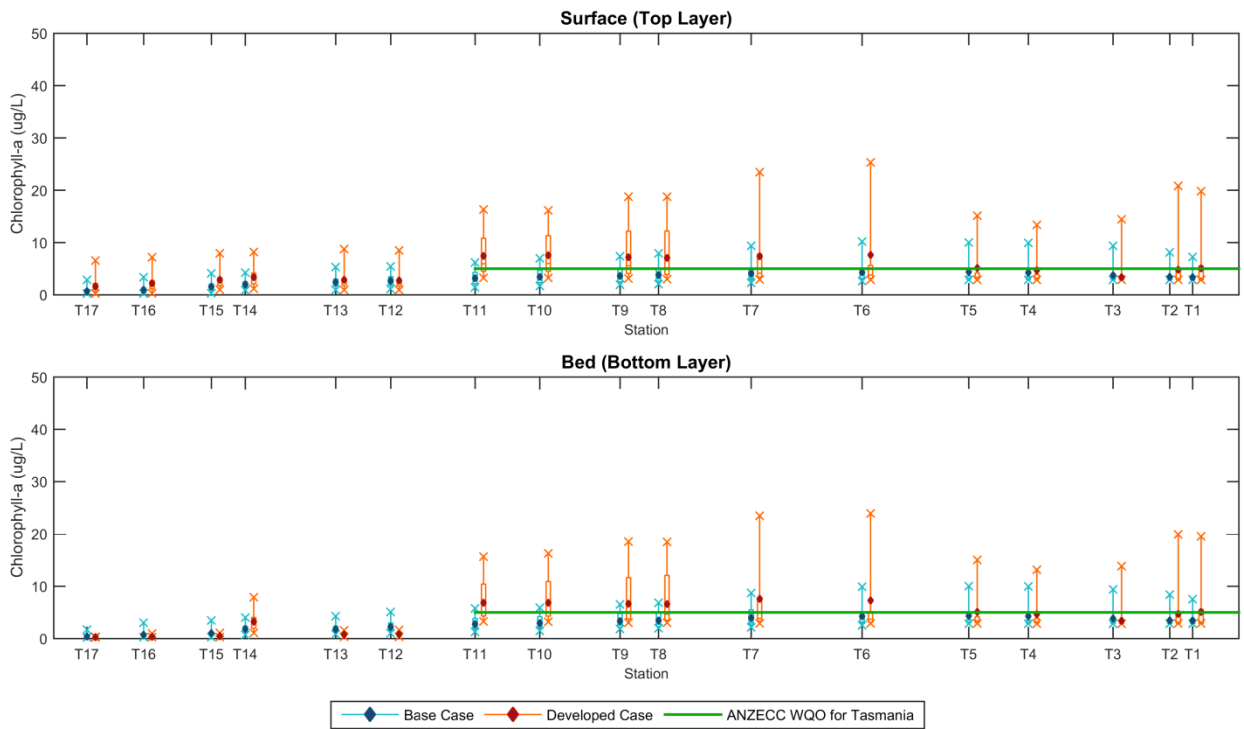 Surface (Top Layer)
50
40
30
20
10
0
Chlorophyll-a (ug/L)
T17 T16 T15 T14 T13 T12 T11 T10 T9 T8 T7 T6 T5 T4 T3 T2 T1
Station
Bed (Bottom Layer)
50
40
30
20
10
0
Chlorophyll-a (ug/L)
T17 T16 T15 T14 T13 T12 T11 T10 T9 T8 T7 T6 T5 T4 T3 T2 T1
Station
Base Case Developed Case ANZECC WQO for Tasmania